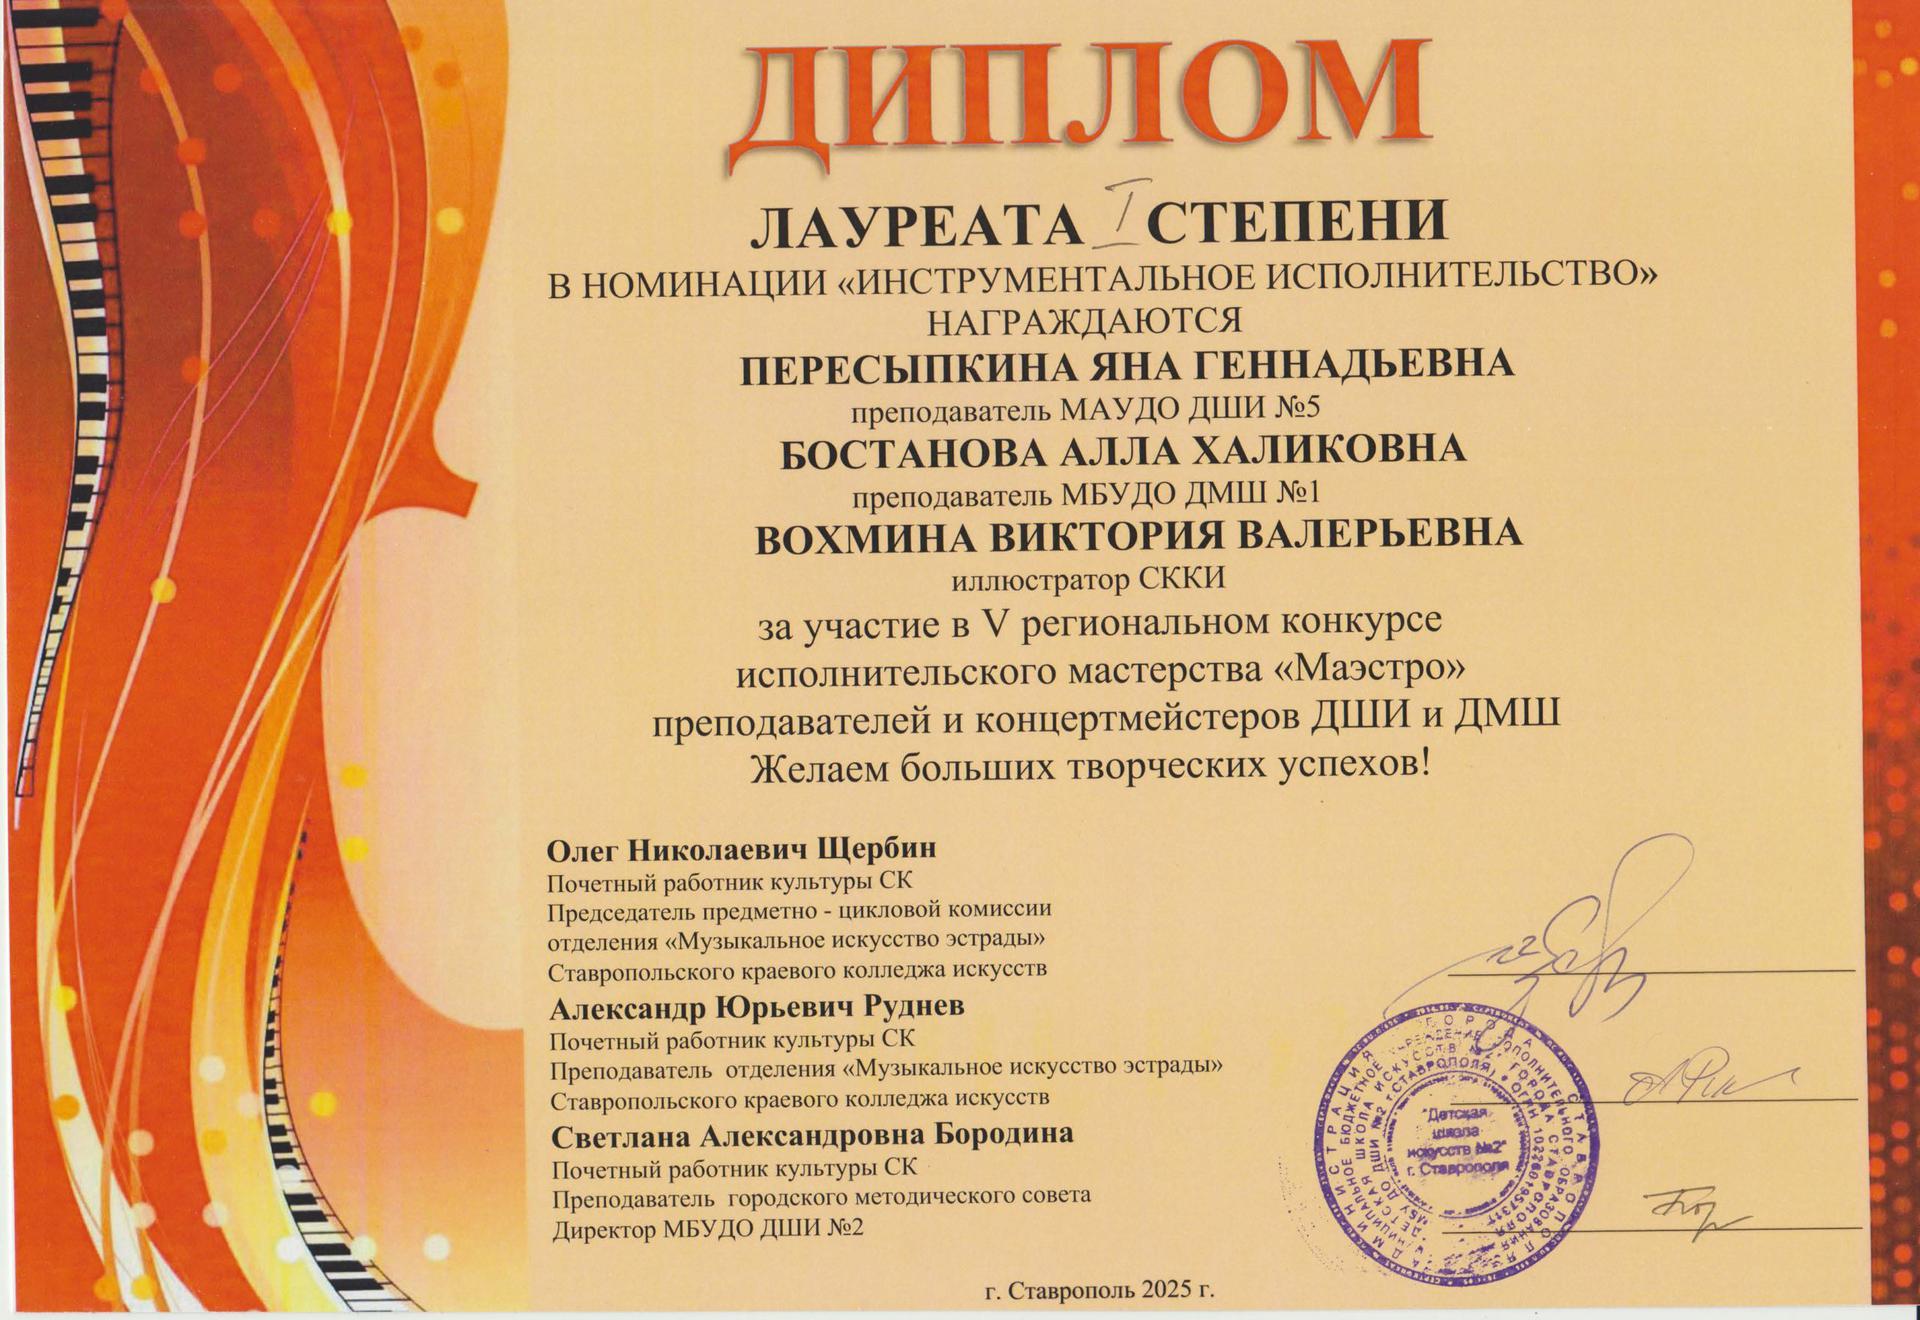 ДИПЛОМ
ЛАУРЕАТА I СТЕПЕНИ
В НОМИНАЦИИ «ИНСТРУМЕНТАЛЬНОЕ ИСПОЛНИТЕЛЬСТВО»
НАГРАЖДАЮТСЯ
ПЕРЕСЫПКИНА ЯНА ГЕННАДЬЕВНА
преподаватель МАУДО ДШИ №5
БОСТАНОВА АЛЛА ХАЛИКОВНА
преподаватель МБУДО ДМШ №1
ВОХМИНА ВИКТОРИЯ ВАЛЕРЬЕВНА
иллюстратор СККИ
за участие в V региональном конкурсе
исполнительского мастерства «Маэстро»
преподавателей и концертмейстеров ДШИ и ДМШ
Желаем больших творческих успехов!
Олег Николаевич Щербин
Почетный работник культуры СК
Председатель предметно - цикловой комиссии
отделения «Музыкальное искусство эстрады»
Ставропольского краевого колледжа искусств
Александр Юрьевич Руднев
Почетный работник культуры СК
Преподаватель отделения «Музыкальное искусство эстрады»
Ставропольского краевого колледжа искусств
Светлана Александровна Бородина
Почетный работник культуры СК
Преподаватель городского методического совета
Директор МБУДО ДШИ №2
"Детская
школа
искусств №2"
г. Ставрополя
г. Ставрополь 2025 г.